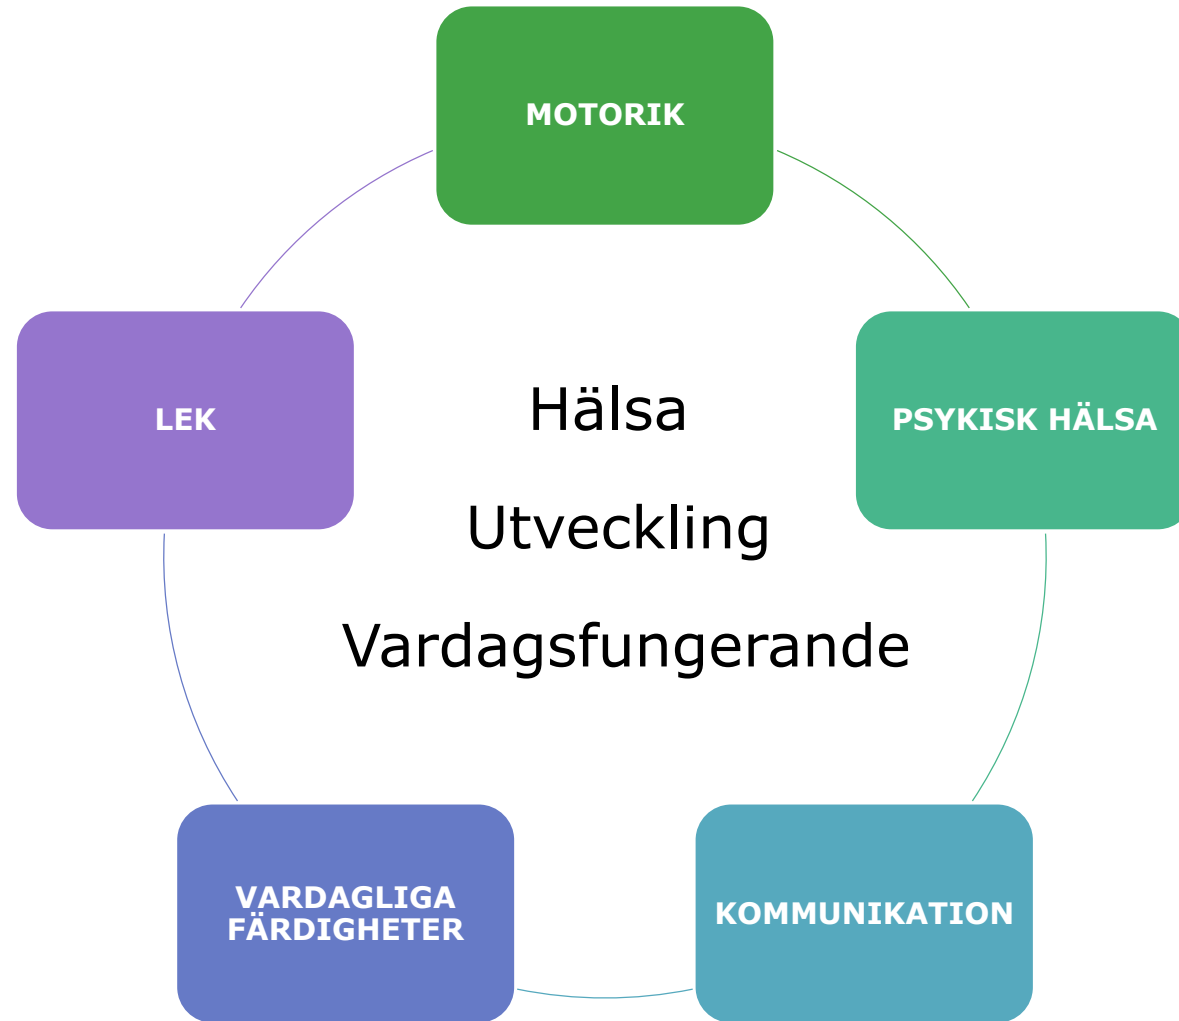 MOTORIK
PSYKISK HÄLSA
KOMMUNIKATION
VARDAGLIGA
FÄRDIGHETER
LEK
Hälsa
Utveckling
Vardagsfungerande